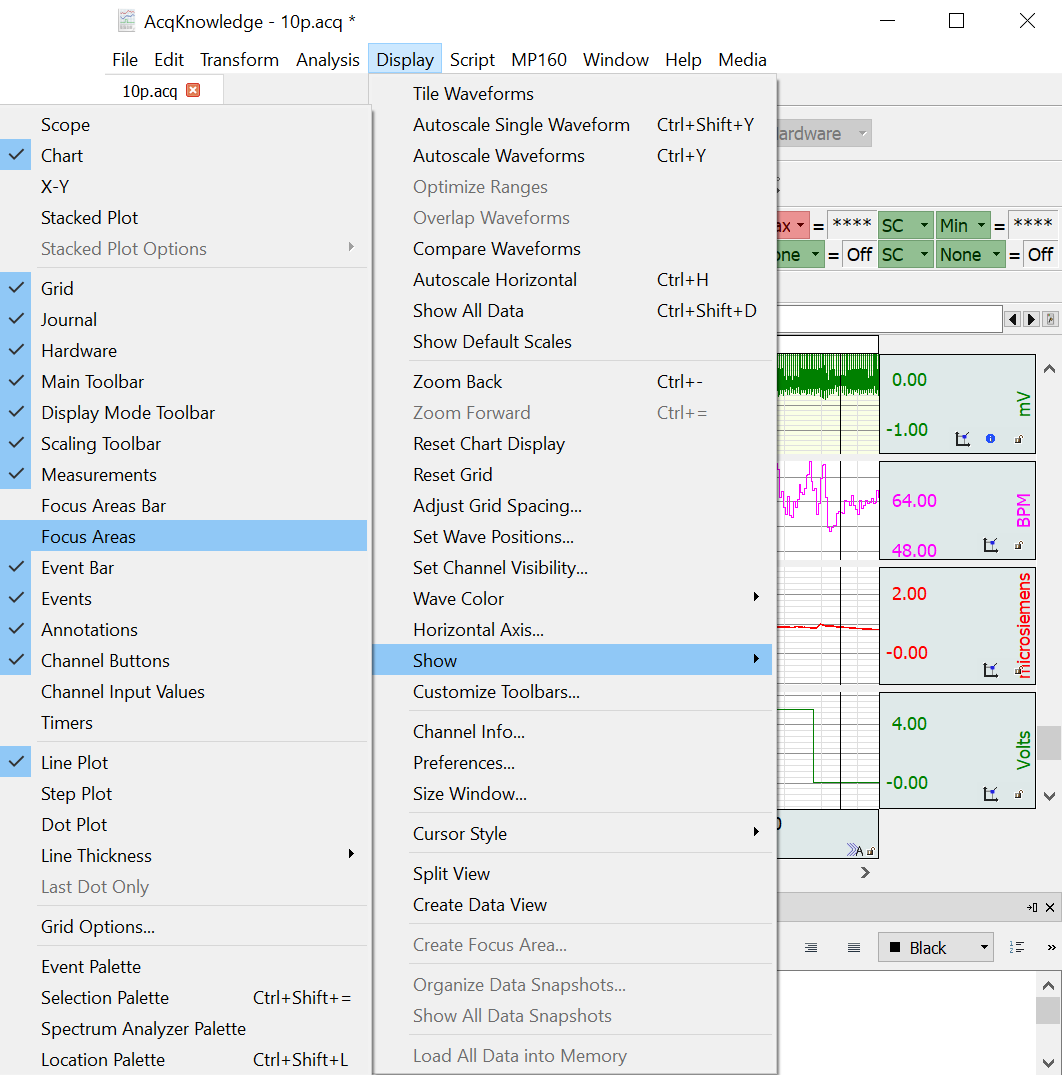 AcqKnowledge - 10p.acq *
File Edit Transform Analysis Display Script MP160 Window Help Media
10p.acq
Scope
Chart
X-Y
Stacked Plot
Stacked Plot Options
Grid
Journal
Hardware
Main Toolbar
Display Mode Toolbar
Scaling Toolbar
Measurements
Focus Areas Bar
Focus Areas
Event Bar
Events
Annotations
Channel Buttons
Channel Input Values
Timers
Line Plot
Step Plot
Dot Plot
Line Thickness
Last Dot Only
Grid Options...
Event Palette
Selection Palette Ctrl+Shift+=
Spectrum Analyzer Palette
Location Palette Ctrl+Shift+L
Tile Waveforms
Autoscale Single Waveform Ctrl+Shift+Y
Autoscale Waveforms Ctrl+Y
Optimize Ranges
Overlap Waveforms
Compare Waveforms
Autoscale Horizontal Ctrl+H
Show All Data Ctrl+Shift+D
Show Default Scales
Zoom Back Ctrl+-
Zoom Forward Ctrl+=
Reset Chart Display
Reset Grid
Adjust Grid Spacing...
Set Wave Positions...
Set Channel Visibility...
Wave Color
Horizontal Axis...
Show
Customize Toolbars...
Channel Info...
Preferences...
Size Window...
Cursor Style
Split View
Create Data View
Create Focus Area...
Organize Data Snapshots...
Show All Data Snapshots
Load All Data into Memory
ardware
ax = **** SC Min = ****
one = Off SC None = Off
0.00
-1.00
mV
64.00
48.00
BPM
2.00
-0.00
microsiemens
4.00
-0.00
Volts
A
Black